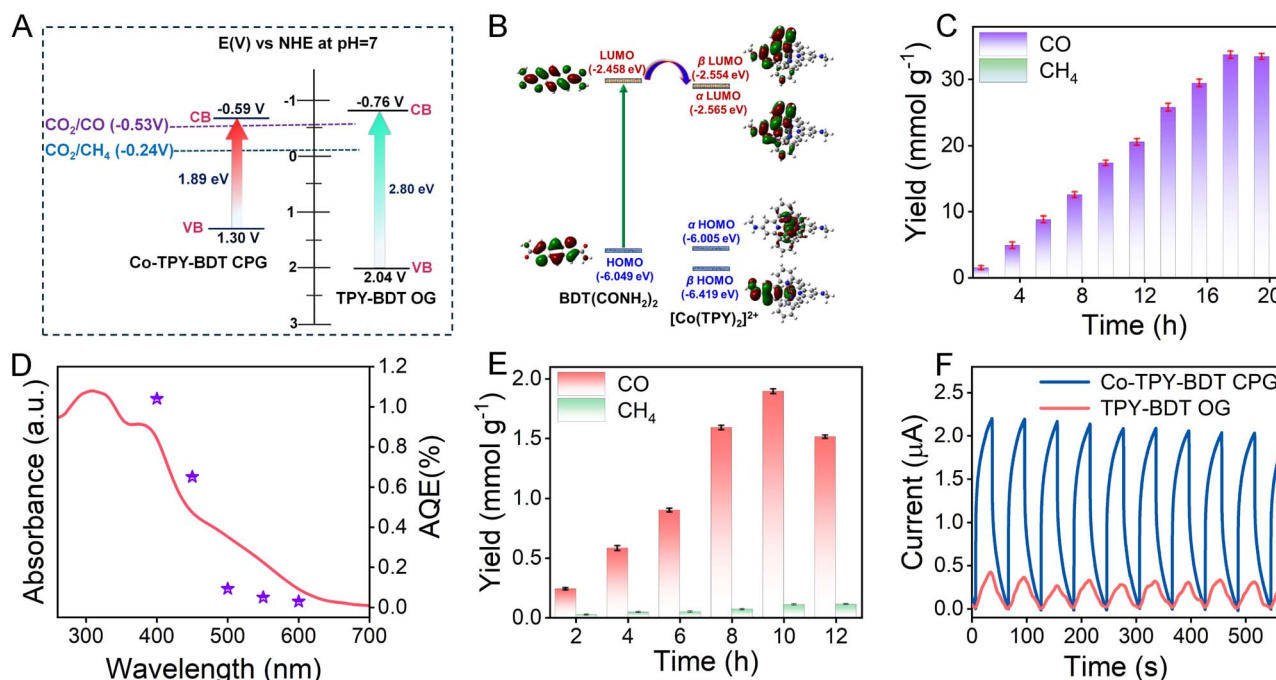 A
E(V) vs NHE at pH=7
-1
0
1
2
3
-0.59 V
CB
-0.76 V
CB
CO₂/CO (-0.53V)
CO₂/CH₄ (-0.24V)
1.89 eV
2.80 eV
VB
1.30 V
Co-TPY-BDT CPG
2.04 V
VB
TPY-BDT OG
B
LUMO
(-2.458 eV)
β LUMO
(-2.554 eV)
α LUMO
(-2.565 eV)
α HOMO
(-6.005 eV)
HOMO
(-6.049 eV)
β HOMO
(-6.419 eV)
BDT(CONH₂)₂
[Co(TPY)₂]²⁺
C
CO
CH₄
Yield (mmol g⁻¹)
30
20
10
0
4
8
12
16
20
Time (h)
D
Absorbance (a.u.)
AQE(%)
1.2
1.0
0.8
0.6
0.4
0.2
0.0
300
400
500
600
700
Wavelength (nm)
E
CO
CH₄
Yield (mmol g⁻¹)
2.0
1.5
1.0
0.5
0.0
2
4
6
8
10
12
Time (h)
F
Co-TPY-BDT CPG
TPY-BDT OG
Current (μA)
2.5
2.0
1.5
1.0
0.5
0.0
0
100
200
300
400
500
Time (s)